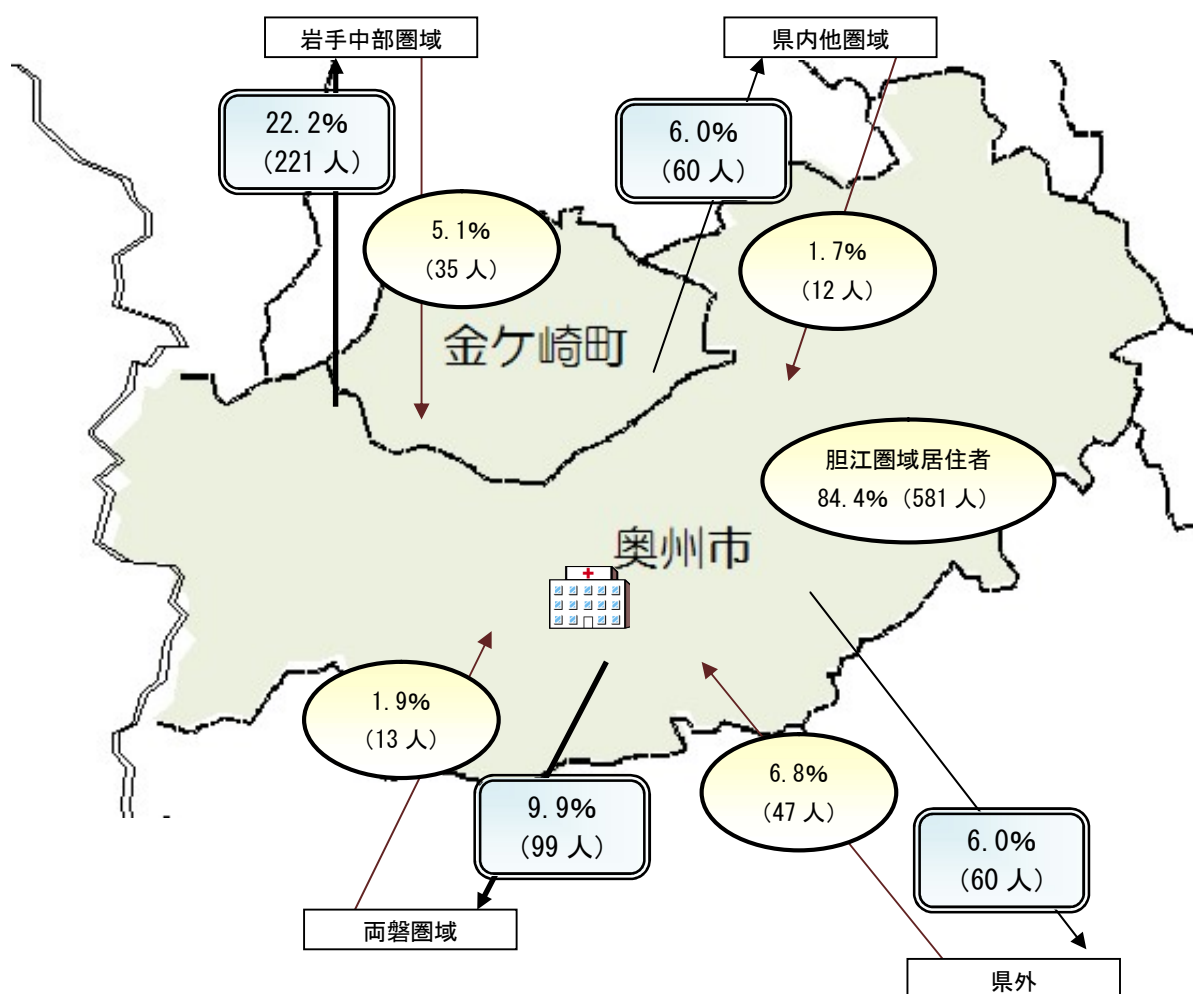 岩手中部圏域
県内他圏域
22.2%
(221 人)
6.0%
(60 人)
5.1%
(35 人)
1.7%
(12 人)
金ケ崎町
胆江圏域居住者
84.4% (581 人)
奥州市
1.9%
(13 人)
9.9%
(99 人)
6.8%
(47 人)
6.0%
(60 人)
両磐圏域
県外